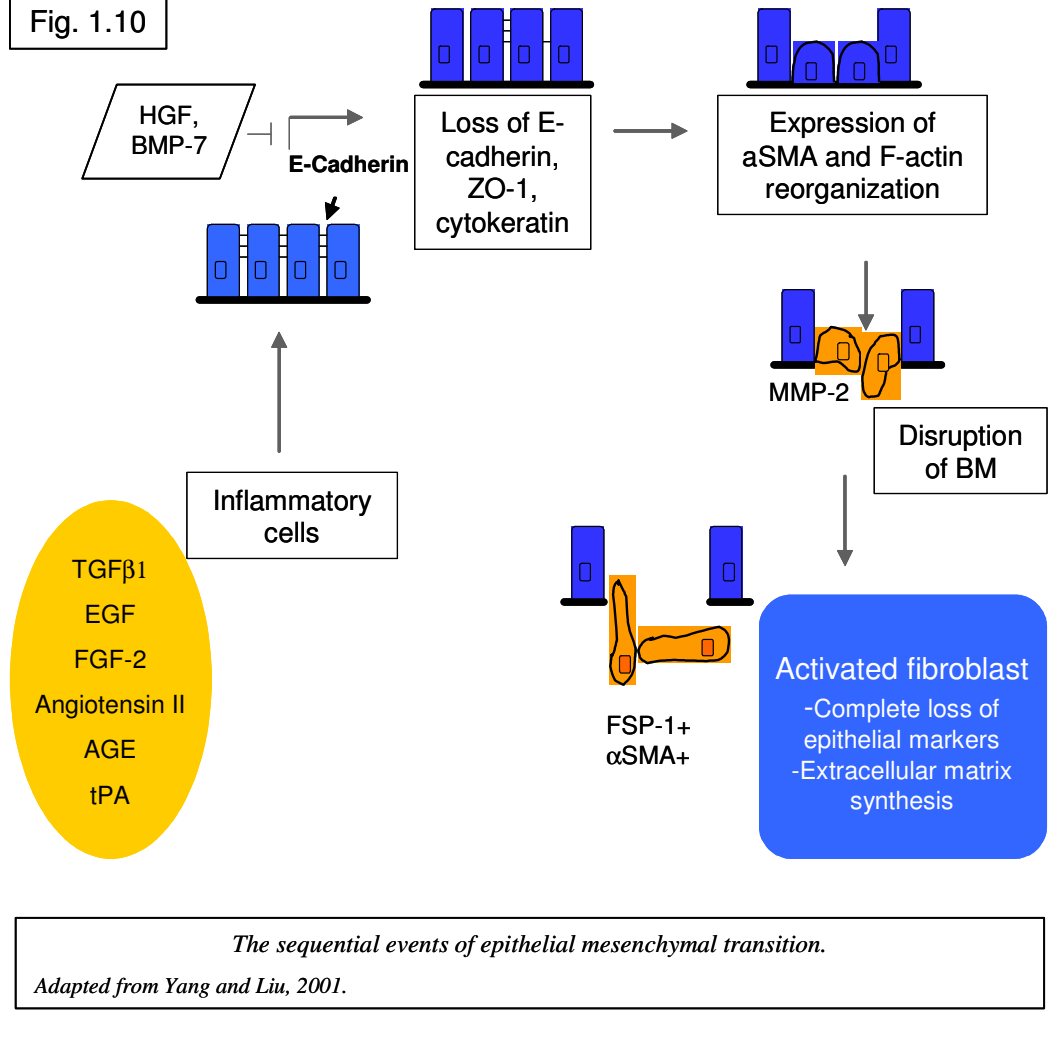 Fig. 1.10
HGF,
BMP-7
E-Cadherin
Loss of E-
cadherin,
ZO-1,
cytokeratin
Expression of
aSMA and F-actin
reorganization
MMP-2
Disruption
of BM
Inflammatory
cells
TGFβ1
EGF
FGF-2
Angiotensin II
AGE
tPA
FSP-1+
αSMA+
Activated fibroblast
-Complete loss of
epithelial markers
-Extracellular matrix
synthesis
The sequential events of epithelial mesenchymal transition.
Adapted from Yang and Liu, 2001.